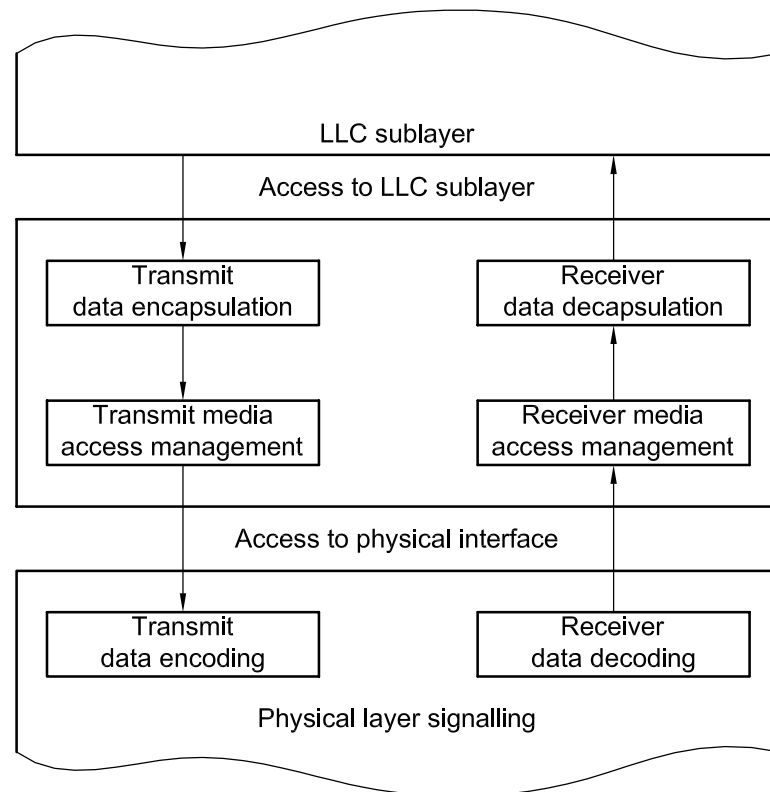 LLC sublayer
Access to LLC sublayer
Transmit
data encapsulation
Receiver
data decapsulation
Transmit media
access management
Receiver media
access management
Access to physical interface
Transmit
data encoding
Receiver
data decoding
Physical layer signalling